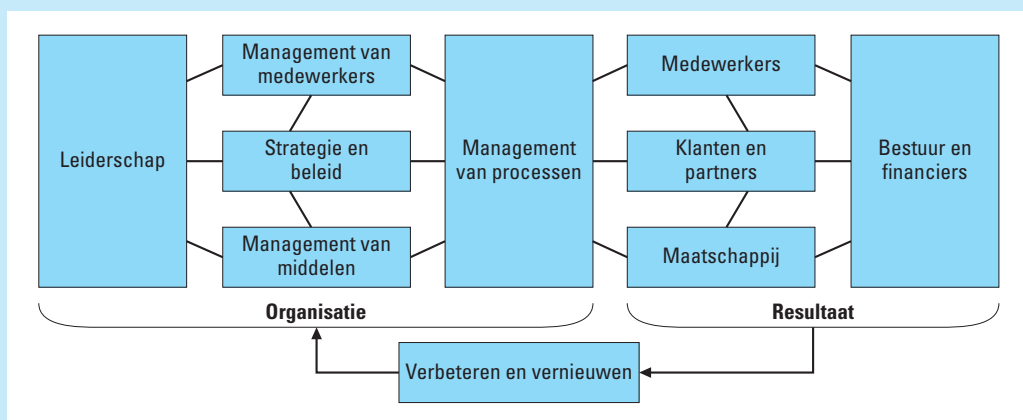 Leiderschap
Management van
medewerkers
Strategie en
beleid
Management van
middelen
Management
van processen
Medewerkers
Klanten en
partners
Maatschappij
Bestuur en
financiers
Organisatie
Resultaat
Verbeteren en vernieuwen